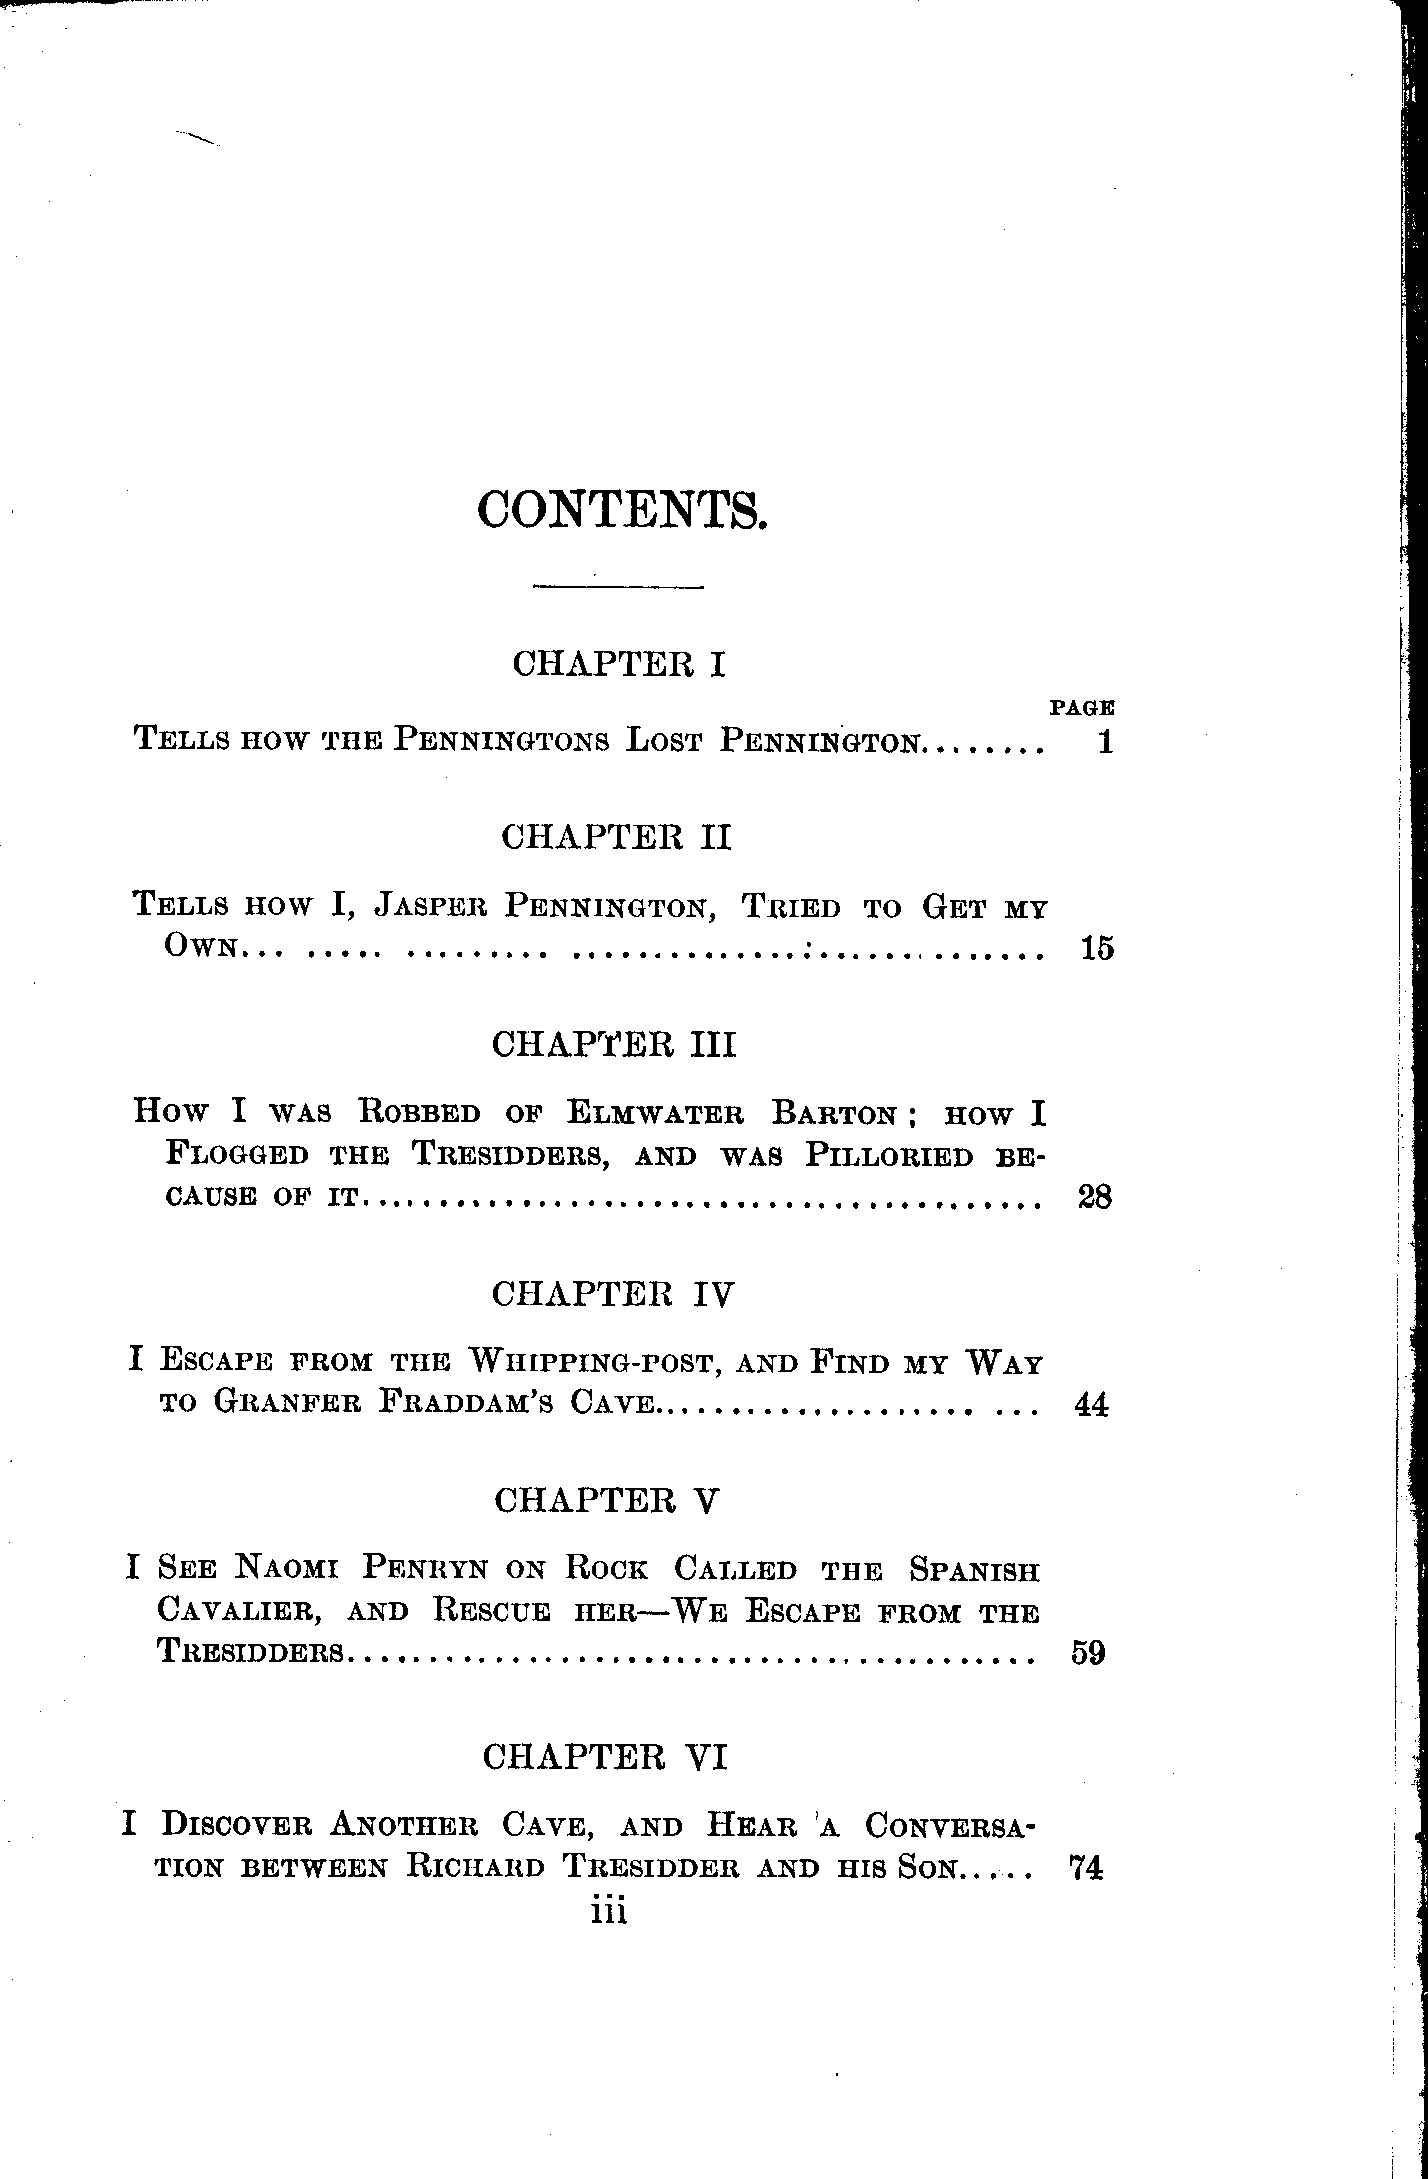 CONTENTS.
CHAPTER I
PAGE
TELLS HOW THE PENNINGTONS LOST PENNINGTON........ 1
CHAPTER II
TELLS HOW I, JASPER PENNINGTON, TRIED TO GET MY
OWN... ..... ......... ............................. 15
CHAPTER III
HOW I WAS ROBBED OF ELMWATER BARTON; HOW I
FLOGGED THE TRESIDDERS, AND WAS PILLORIED BE-
CAUSE OF IT.......................................... 28
CHAPTER IV
I ESCAPE FROM THE WHIPPING-POST, AND FIND MY WAY
TO GRANFER FRADDAM'S CAVE.................... ... 44
CHAPTER V
I SEE NAOMI PENRYN ON ROCK CALLED THE SPANISH
CAVALIER, AND RESCUE HER—WE ESCAPE FROM THE
TRESIDDERS.......................................... 59
CHAPTER VI
I DISCOVER ANOTHER CAVE, AND HEAR A CONVERSA-
TION BETWEEN RICHARD TRESIDDER AND HIS SON..... 74
iii